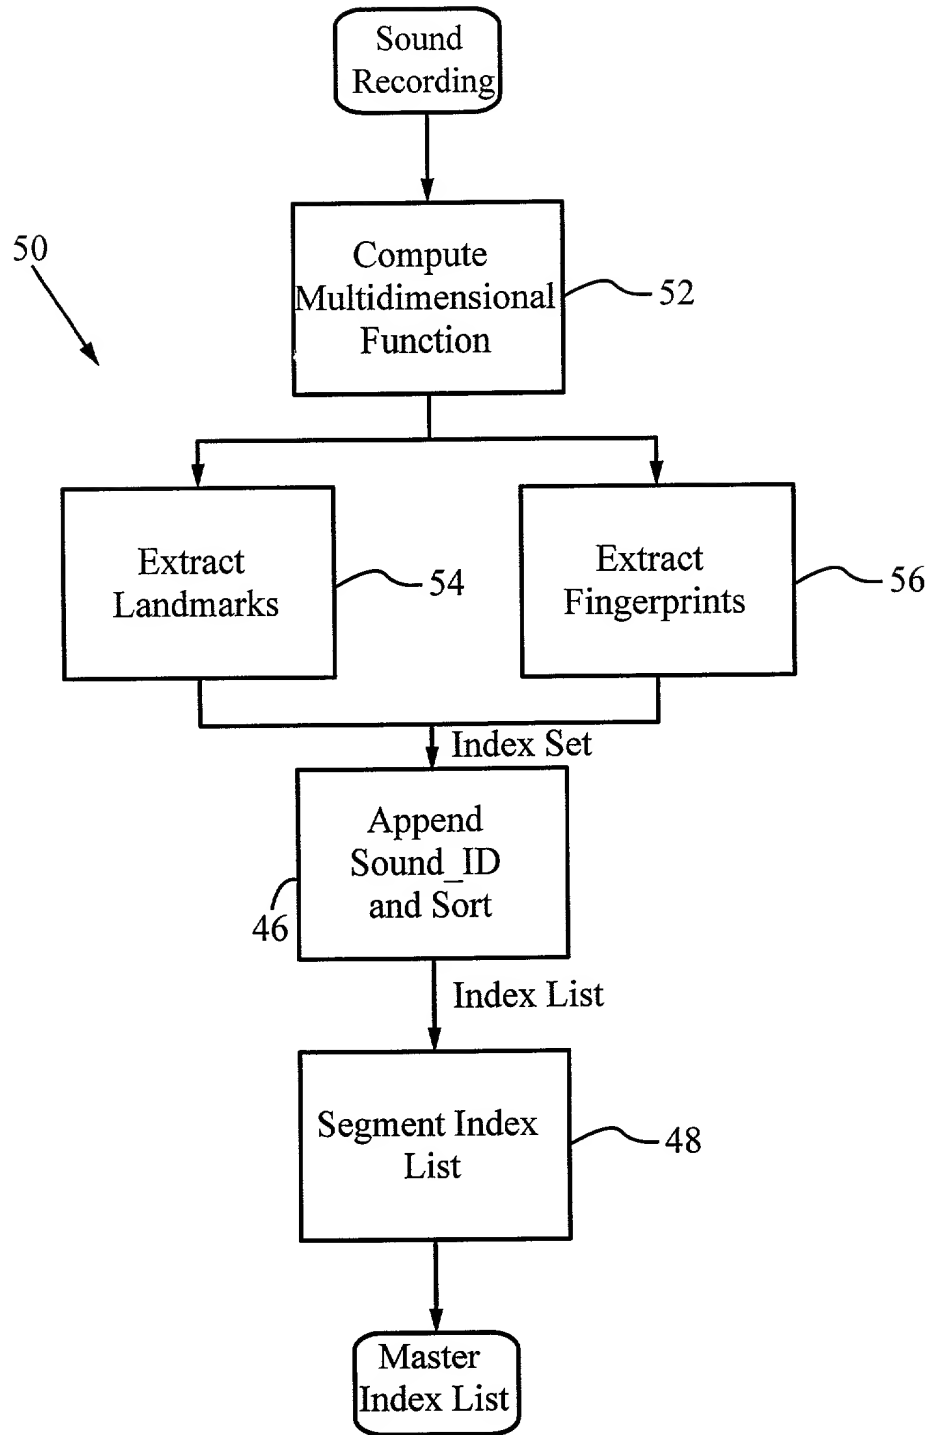 Sound
Recording
50
Compute
Multidimensional
Function
52
Extract
Landmarks
54
Extract
Fingerprints
56
Index Set
Append
Sound_ID
and Sort
46
Index List
Segment Index
List
48
Master
Index List